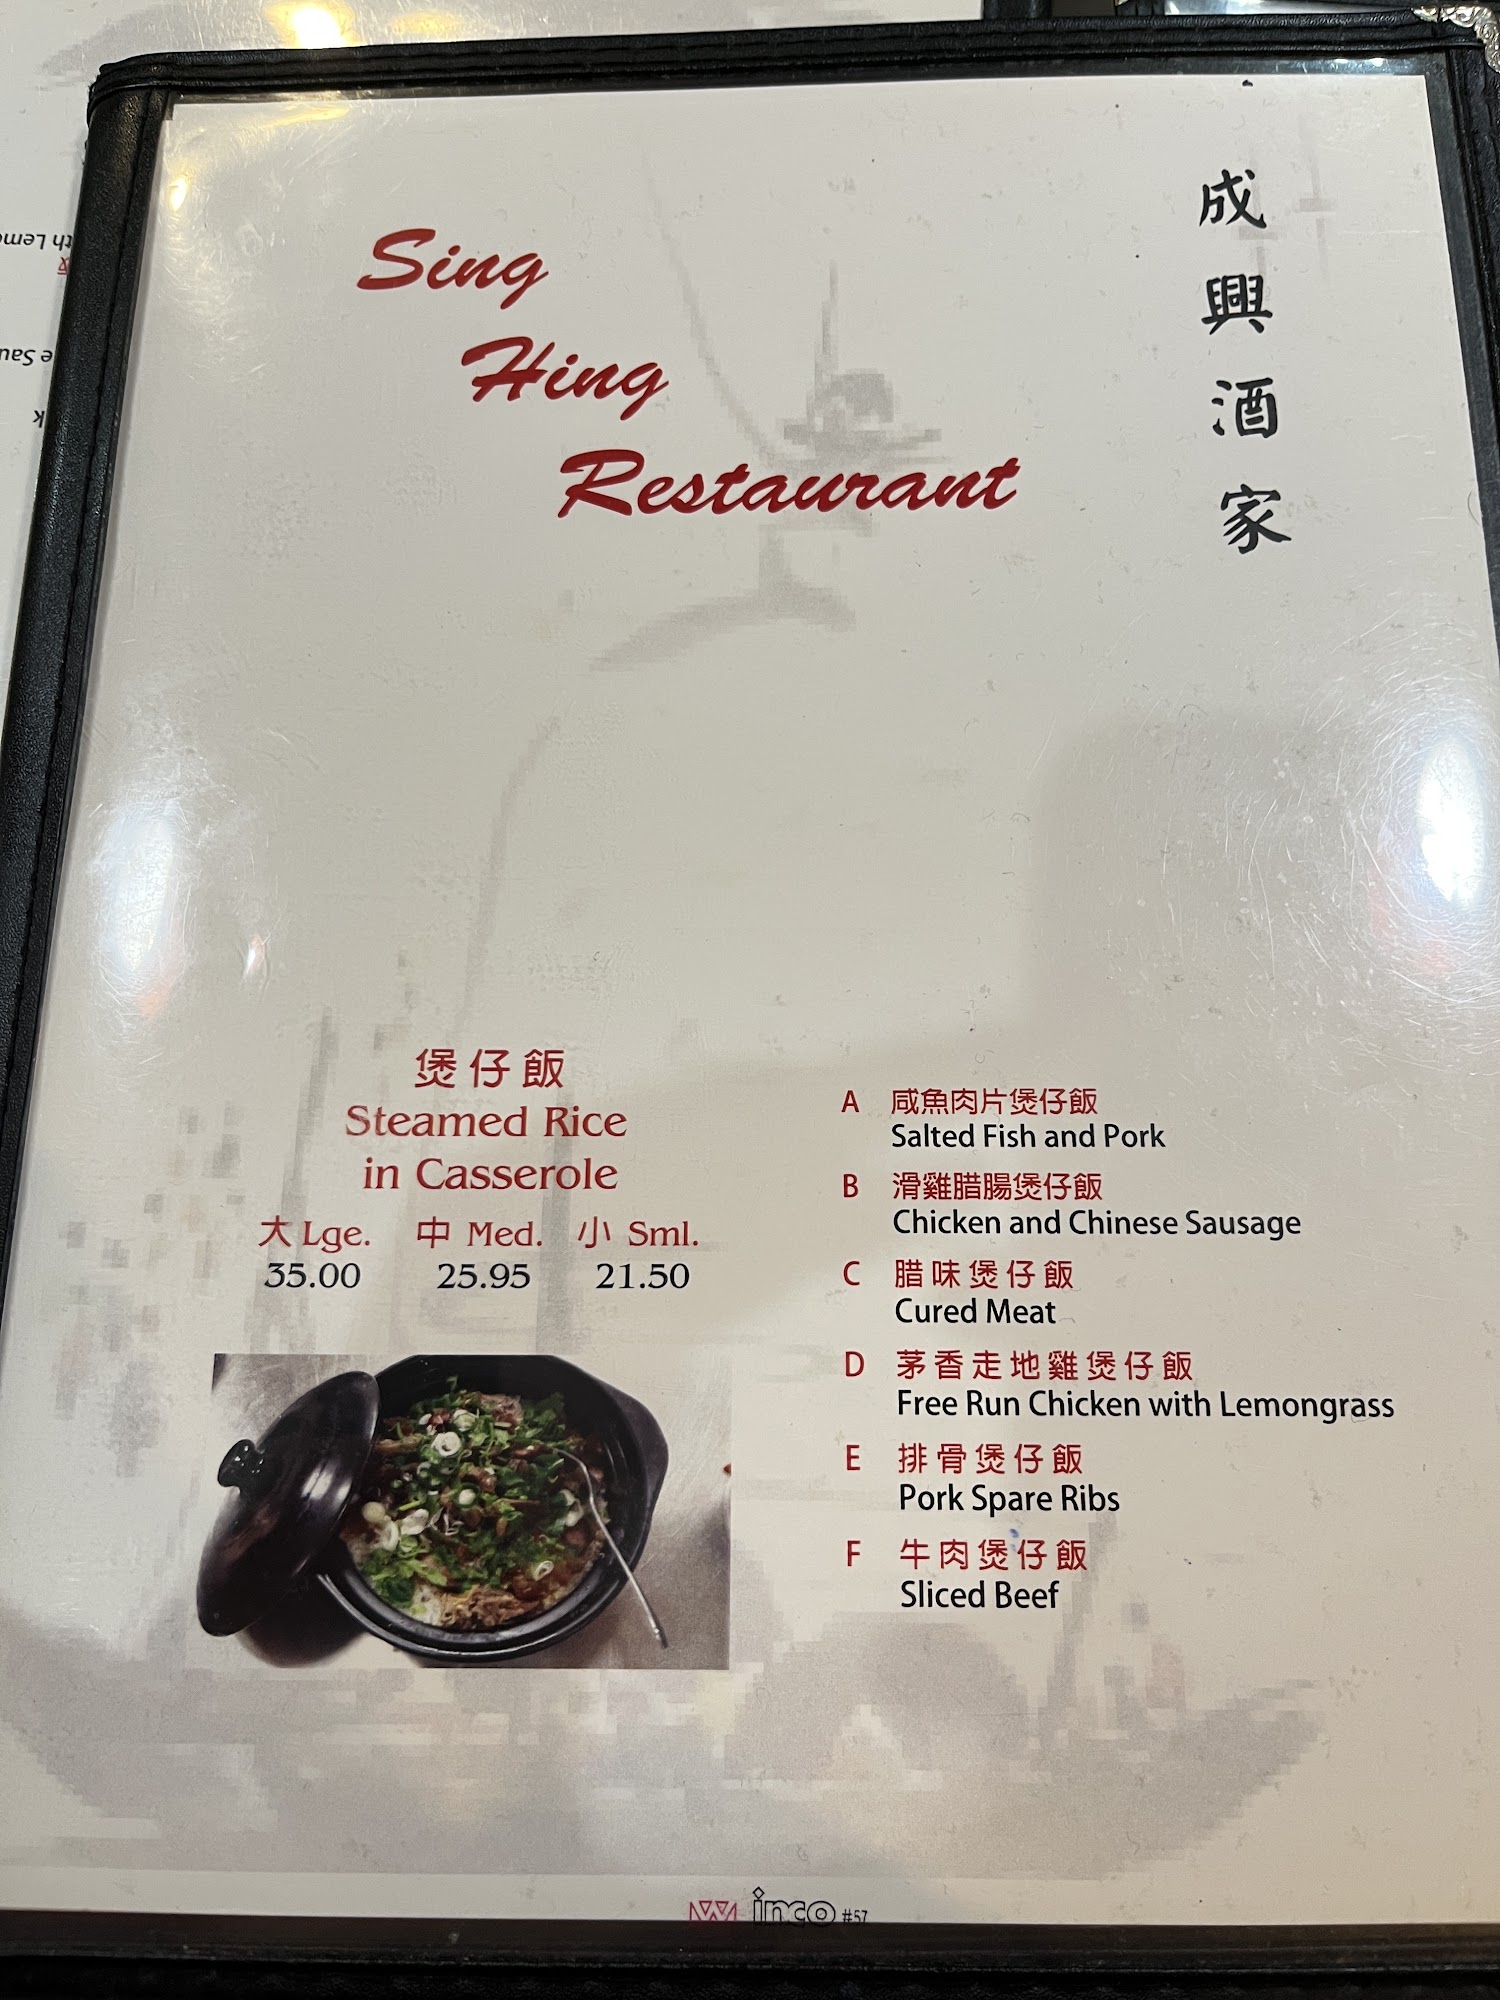 Sing
Hing
Restaurant
成興酒家
煲仔飯
Steamed Rice
in Casserole
大 Lge. 中 Med. 小 Sml.
35.00 25.95 21.50
A 咸魚肉片煲仔飯
Salted Fish and Pork
B 滑雞腊腸煲仔飯
Chicken and Chinese Sausage
C 腊味煲仔飯
Cured Meat
D 茅香走地雞煲仔飯
Free Run Chicken with Lemongrass
E 排骨煲仔飯
Pork Spare Ribs
F 牛肉煲仔飯
Sliced Beef
W inco #57